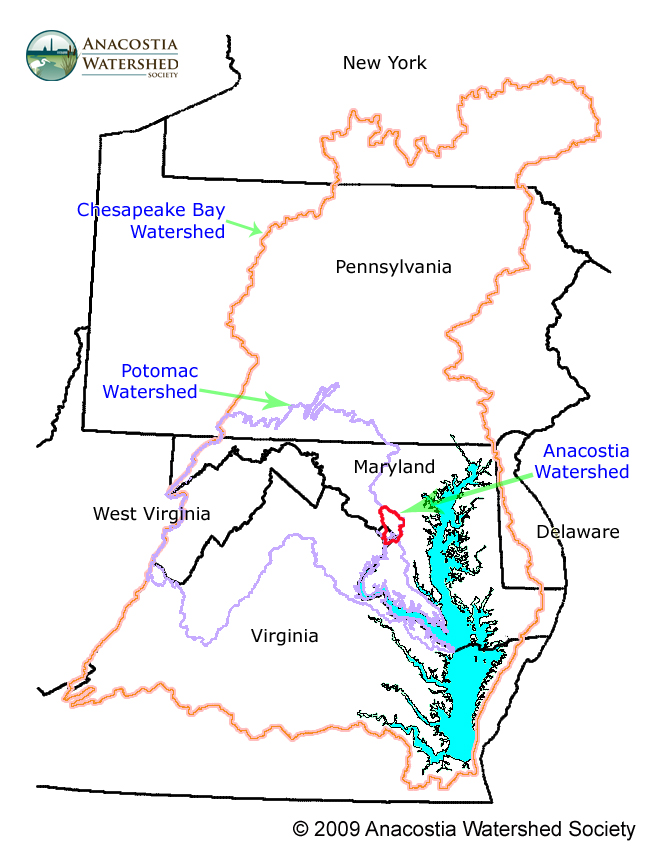 ANACOSTIA
WATERSHED
SOCIETY
New York
Chesapeake Bay
Watershed
Pennsylvania
Potomac
Watershed
Maryland
Anacostia
Watershed
West Virginia
Delaware
Virginia
© 2009 Anacostia Watershed Society